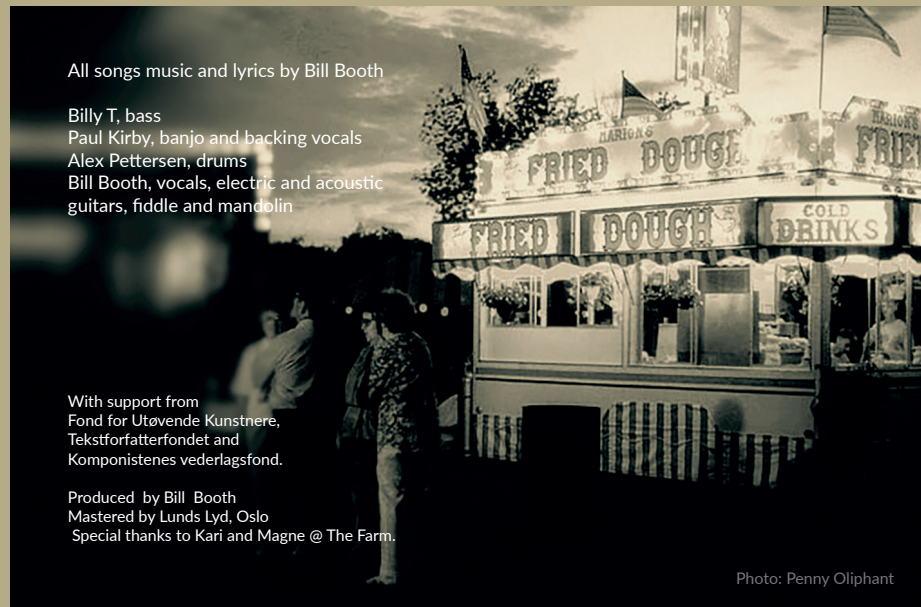 All songs music and lyrics by Bill Booth
Billy T, bass
Paul Kirby, banjo and backing vocals
Alex Pettersen, drums
Bill Booth, vocals, electric and acoustic
guitars, fiddle and mandolin
MARION'S
FRIED DOUGH
MARION'S
FRIE
FRIED DOUGH
COLD
DRINKS
With support from
Fond for Utøvende Kunstnere,
Tekstforfatterfondet and
Komponistenes vederlagsfond.
Produced by Bill Booth
Mastered by Lunds Lyd, Oslo
Special thanks to Kari and Magne @ The Farm.
Photo: Penny Oliphant